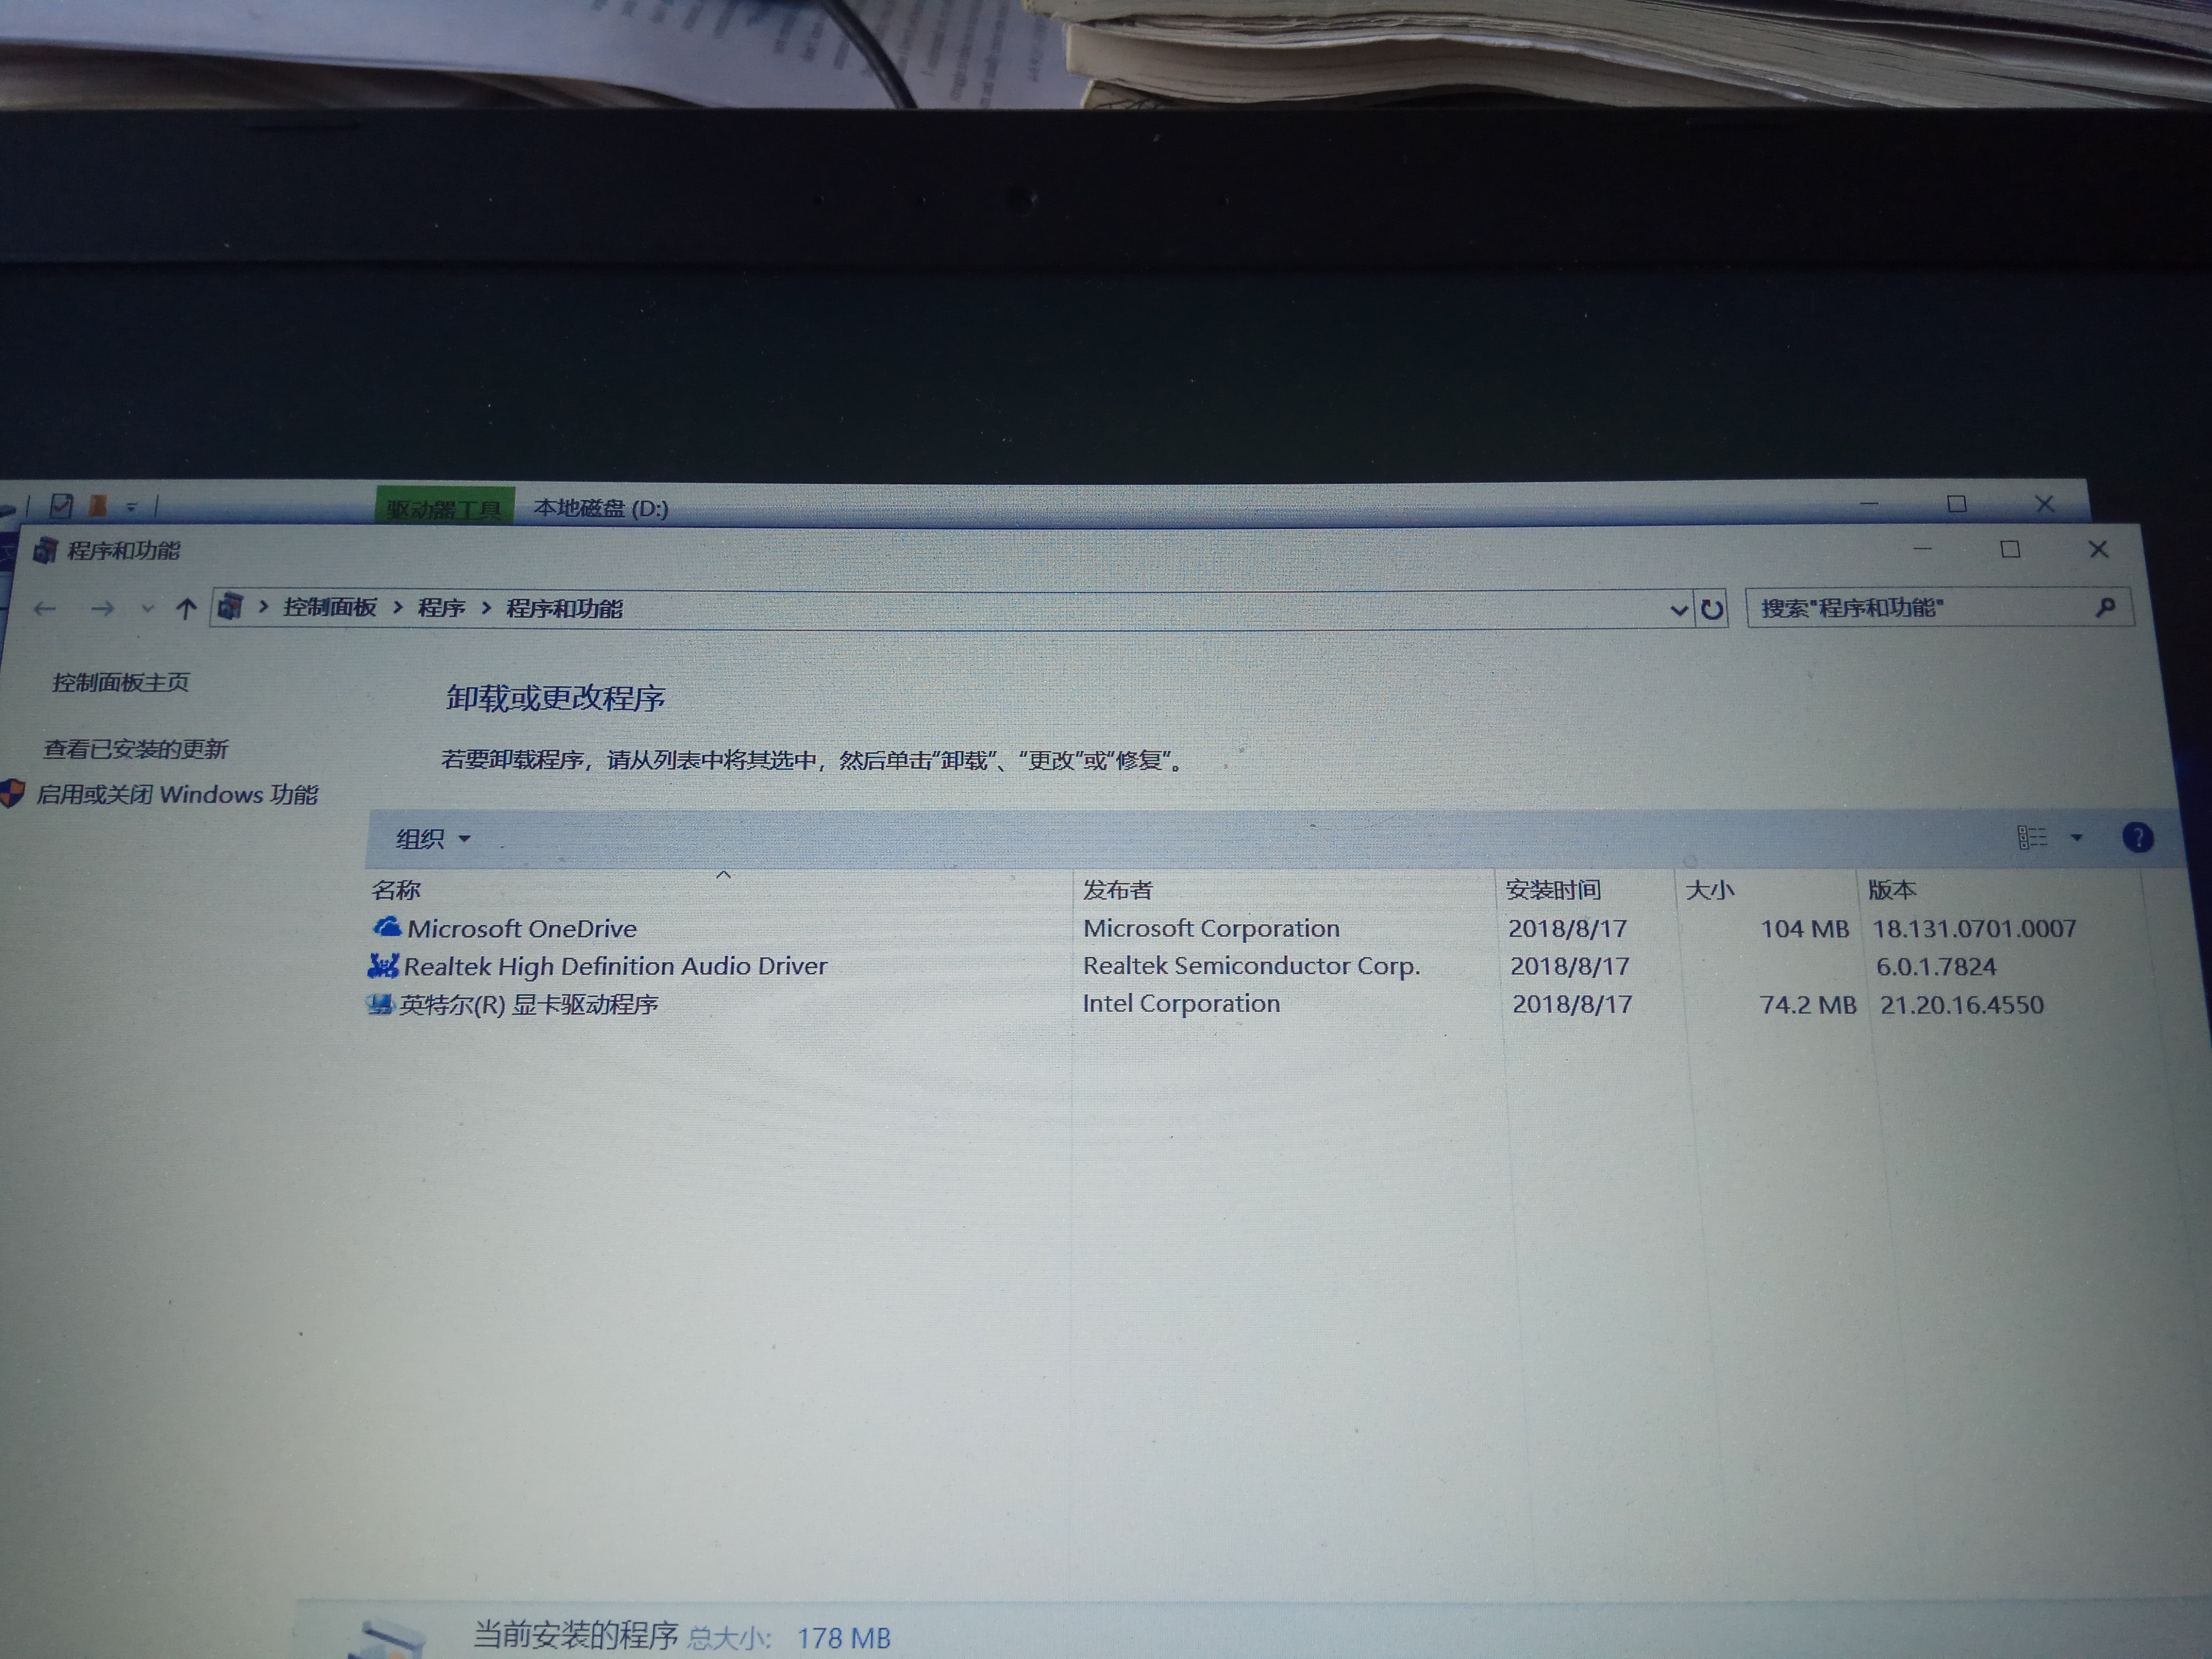 驱动器工具 本地磁盘 (D:)
程序和功能
控制面板 > 程序 > 程序和功能
搜索"程序和功能"
控制面板主页
查看已安装的更新
启用或关闭 Windows 功能
卸载或更改程序
若要卸载程序，请从列表中将其选中，然后单击“卸载”、“更改”或“修复”。
组织
名称 发布者 安装时间 大小 版本
Microsoft OneDrive Microsoft Corporation 2018/8/17 104 MB 18.131.0701.0007
Realtek High Definition Audio Driver Realtek Semiconductor Corp. 2018/8/17 6.0.1.7824
英特尔(R) 显卡驱动程序 Intel Corporation 2018/8/17 74.2 MB 21.20.16.4550
当前安装的程序 总大小: 178 MB